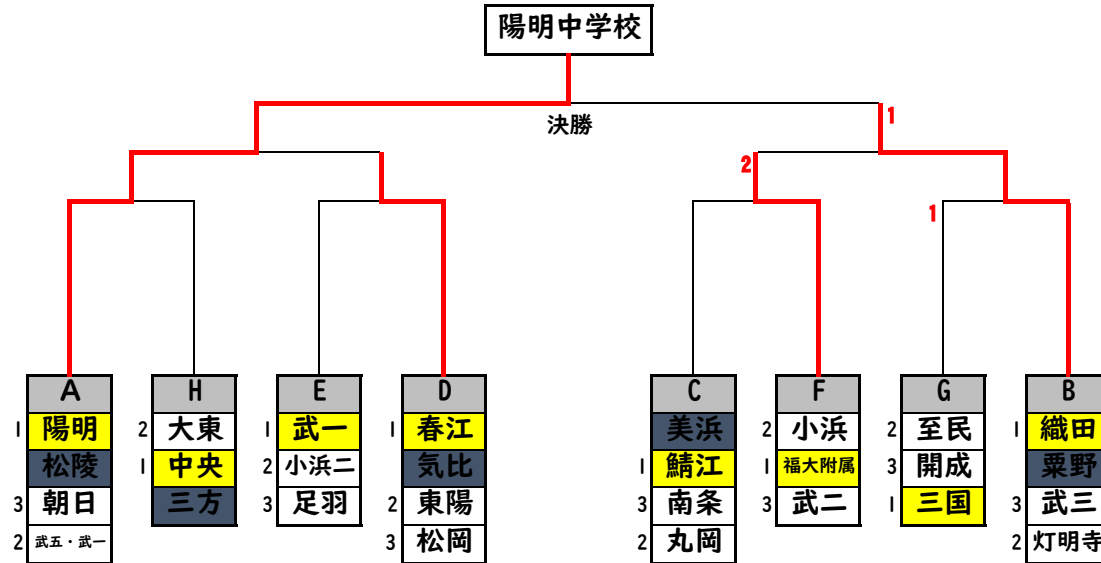 陽明中学校
決勝
1
2
1
A H E D C F G B
1 陽明 2 大東 1 武一 1 春江 美浜 2 小浜 2 至民 1 織田
松陵 1 中央 2 小浜二 気比 1 鯖江 1 福大附属 3 開成 粟野
3 朝日 三方 3 足羽 2 東陽 3 南条 3 武二 1 三国 3 武三
2 武五・武一 3 松岡 2 丸岡 2 灯明寺